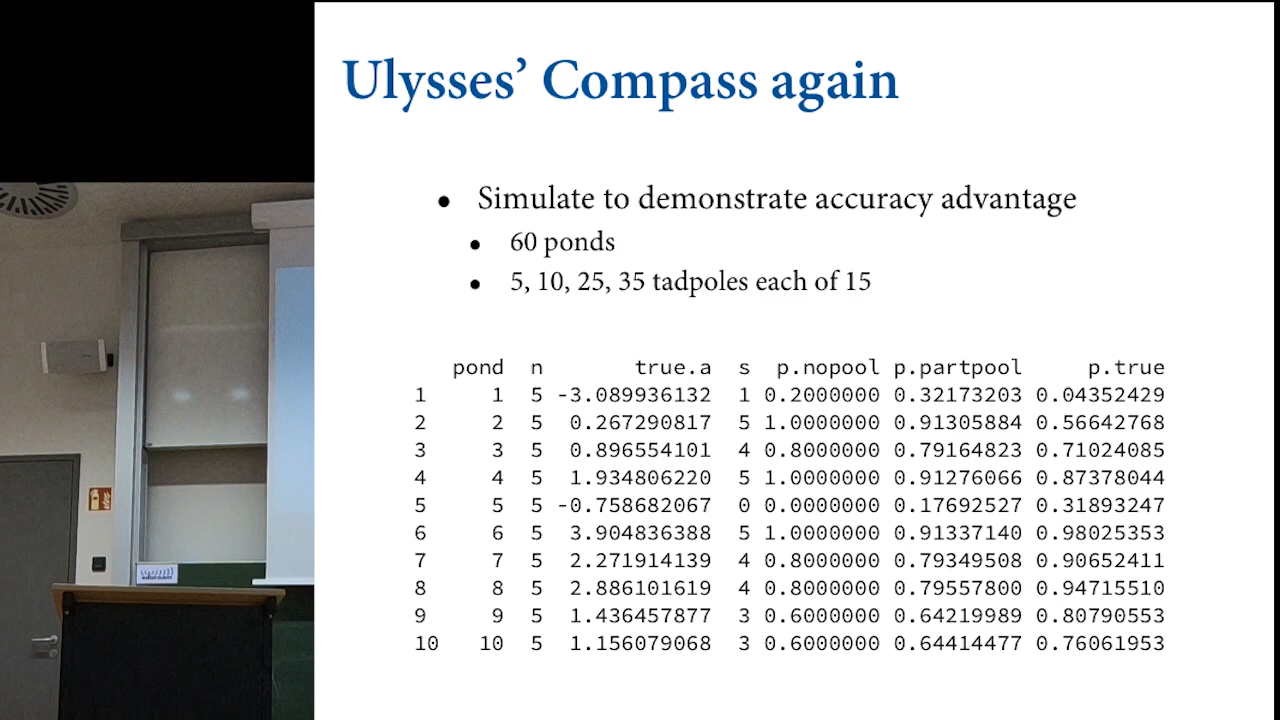 Ulysses’ Compass again
• Simulate to demonstrate accuracy advantage
• 60 ponds
• 5, 10, 25, 35 tadpoles each of 15
pond n true.a s p.nopool p.partpool p.true
1 1 5 -3.089936132 1 0.2000000 0.32173203 0.04352429
2 2 5 0.267290817 5 1.0000000 0.91305884 0.56642768
3 3 5 0.896554101 4 0.8000000 0.79164823 0.71024085
4 4 5 1.934806220 5 1.0000000 0.91276066 0.87378044
5 5 5 -0.758682067 0 0.0000000 0.17692527 0.31893247
6 6 5 3.904836388 5 1.0000000 0.91337140 0.98025353
7 7 5 2.271914139 4 0.8000000 0.79349508 0.90652411
8 8 5 2.886101619 4 0.8000000 0.79557800 0.94715510
9 9 5 1.436457877 3 0.6000000 0.64219989 0.80790553
10 10 5 1.156079068 3 0.6000000 0.64414477 0.76061953
eduroam